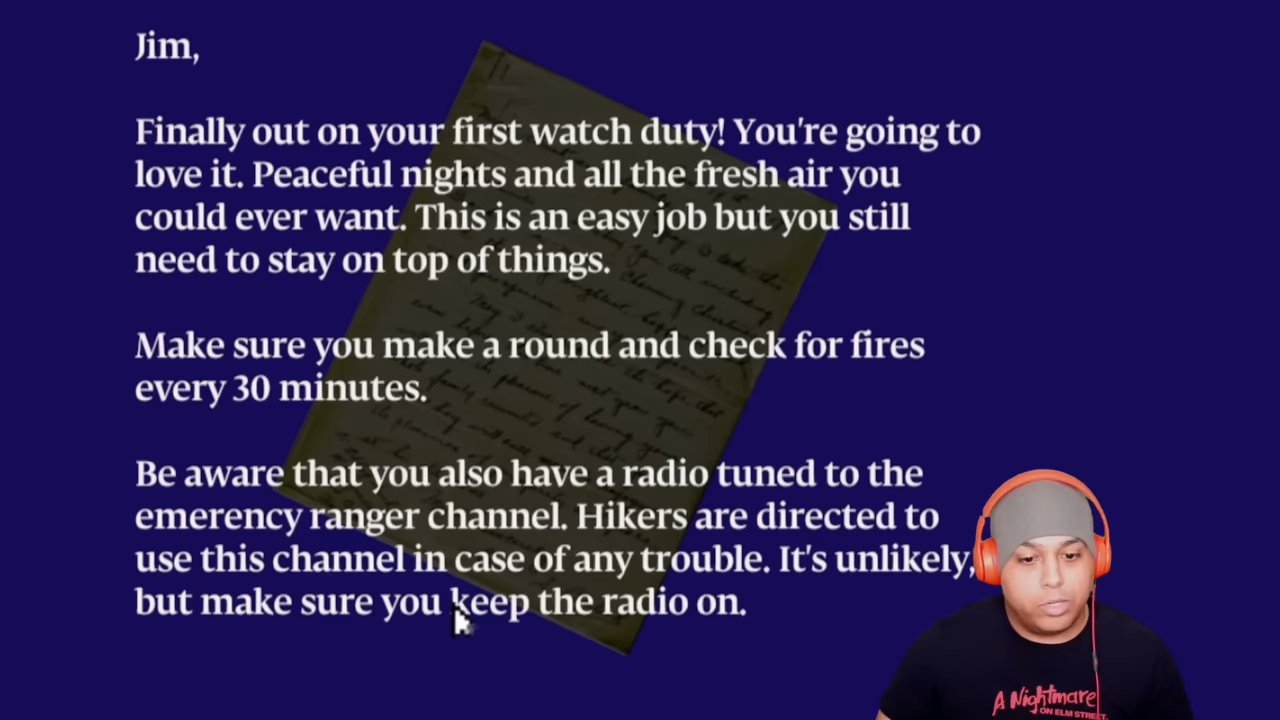 Jim,
Finally out on your first watch duty! You're going to
love it. Peaceful nights and all the fresh air you
could ever want. This is an easy job but you still
need to stay on top of things.
Make sure you make a round and check for fires
every 30 minutes.
Be aware that you also have a radio tuned to the
emerency ranger channel. Hikers are directed to
use this channel in case of any trouble. It's unlikely,
but make sure you keep the radio on.
A Nightmare
ON ELM STREET